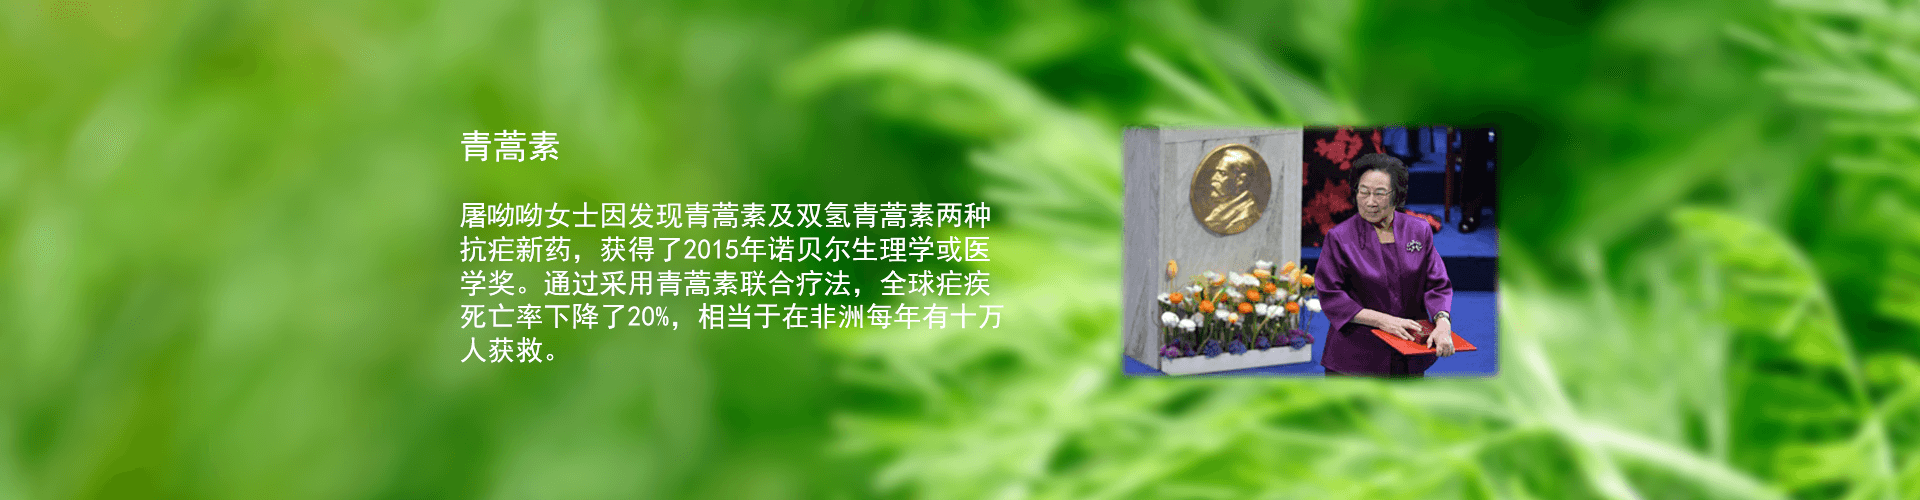 青蒿素
屠呦呦女士因发现青蒿素及双氢青蒿素两种
抗疟新药，获得了2015年诺贝尔生理学或医
学奖。通过采用青蒿素联合疗法，全球疟疾
死亡率下降了20%，相当于在非洲每年有十万
人获救。